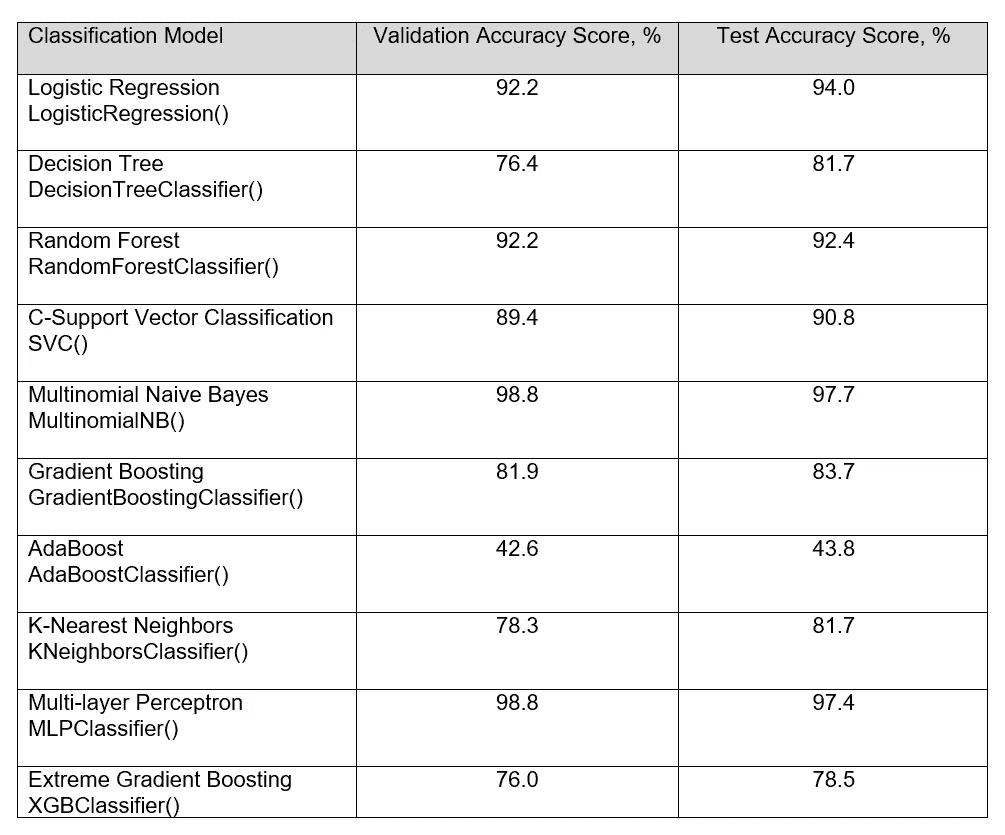 Classification Model Validation Accuracy Score, % Test Accuracy Score, %
Logistic Regression 92.2 94.0
LogisticRegression()
Decision Tree 76.4 81.7
DecisionTreeClassifier()
Random Forest 92.2 92.4
RandomForestClassifier()
C-Support Vector Classification 89.4 90.8
SVC()
Multinomial Naive Bayes 98.8 97.7
MultinomialNB()
Gradient Boosting 81.9 83.7
GradientBoostingClassifier()
AdaBoost 42.6 43.8
AdaBoostClassifier()
K-Nearest Neighbors 78.3 81.7
KNeighborsClassifier()
Multi-layer Perceptron 98.8 97.4
MLPClassifier()
Extreme Gradient Boosting 76.0 78.5
XGBClassifier()